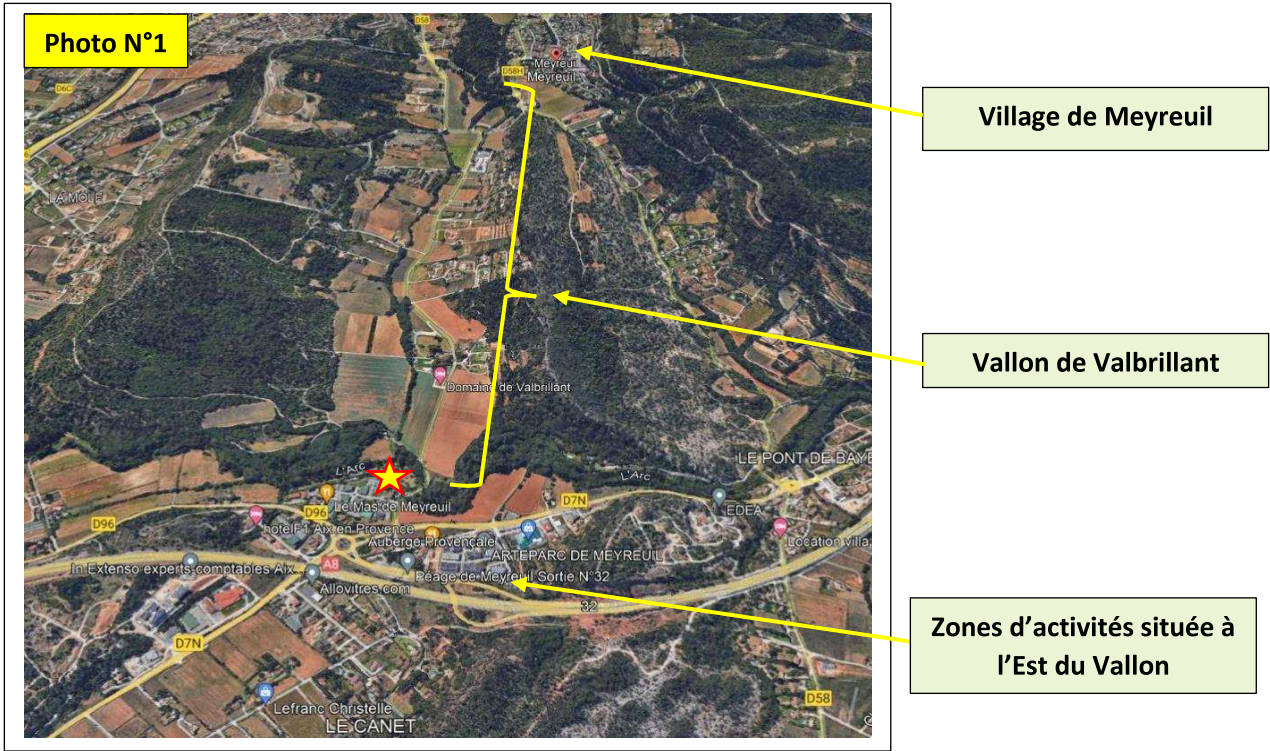 Photo N°1
D58
Meyreuil
D58H
Meyreuil
D6C
Village de Meyreuil
LA MOLE
Vallon de Valbrillant
Domaine de Valbrillant
L'Arc
L'Arc
LE PONT DE BAYE
Le Mas de Meyreuil
D7N
EDEA
D96
D96
hotelF1 Aix en Provence
Auberge Provençale
Location villa
ARTEPARC DE MEYREUIL
A8
In Extenso experts-comptables Aix...
Péage de Meyreuil Sortie N°32
Allovitres.com
32
Zones d'activités située à
l'Est du Vallon
D7N
D58
Lefranc Christelle
LE CANET